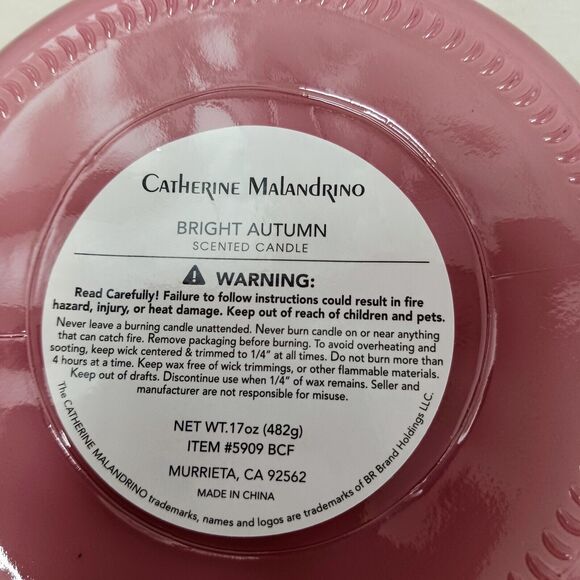 CATHERINE MALANDRINO
BRIGHT AUTUMN
SCENTED CANDLE
WARNING:
Read Carefully! Failure to follow instructions could result in fire
hazard, injury, or heat damage. Keep out of reach of children and pets.
Never leave a burning candle unattended. Never burn candle on or near anything
that can catch fire. Remove packaging before burning. To avoid overheating and
sooting, keep wick centered & trimmed to 1/4" at all times. Do not burn more than
4 hours at a time. Keep wax free of wick trimmings, or other flammable materials.
Keep out of drafts. Discontinue use when 1/4" of wax remains. Seller and
manufacturer are not responsible for misuse.
NET WT.17oz (482g)
ITEM #5909 BCF
MURRIETA, CA 92562
MADE IN CHINA
The CATHERINE MALANDRINO trademarks, names and logos are trademarks of BR Brand Holdings LLC.